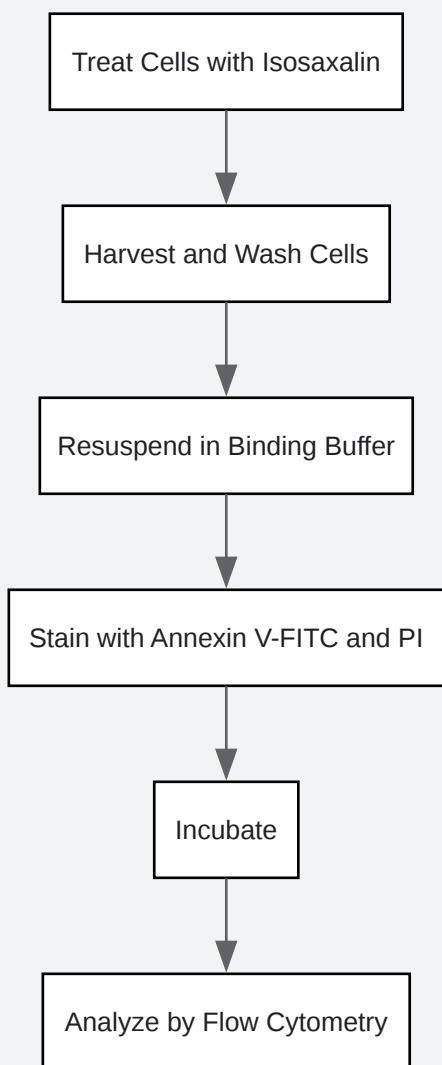 Treat Cells with Isosaxalin
Harvest and Wash Cells
Resuspend in Binding Buffer
Stain with Annexin V-FITC and PI
Incubate
Analyze by Flow Cytometry